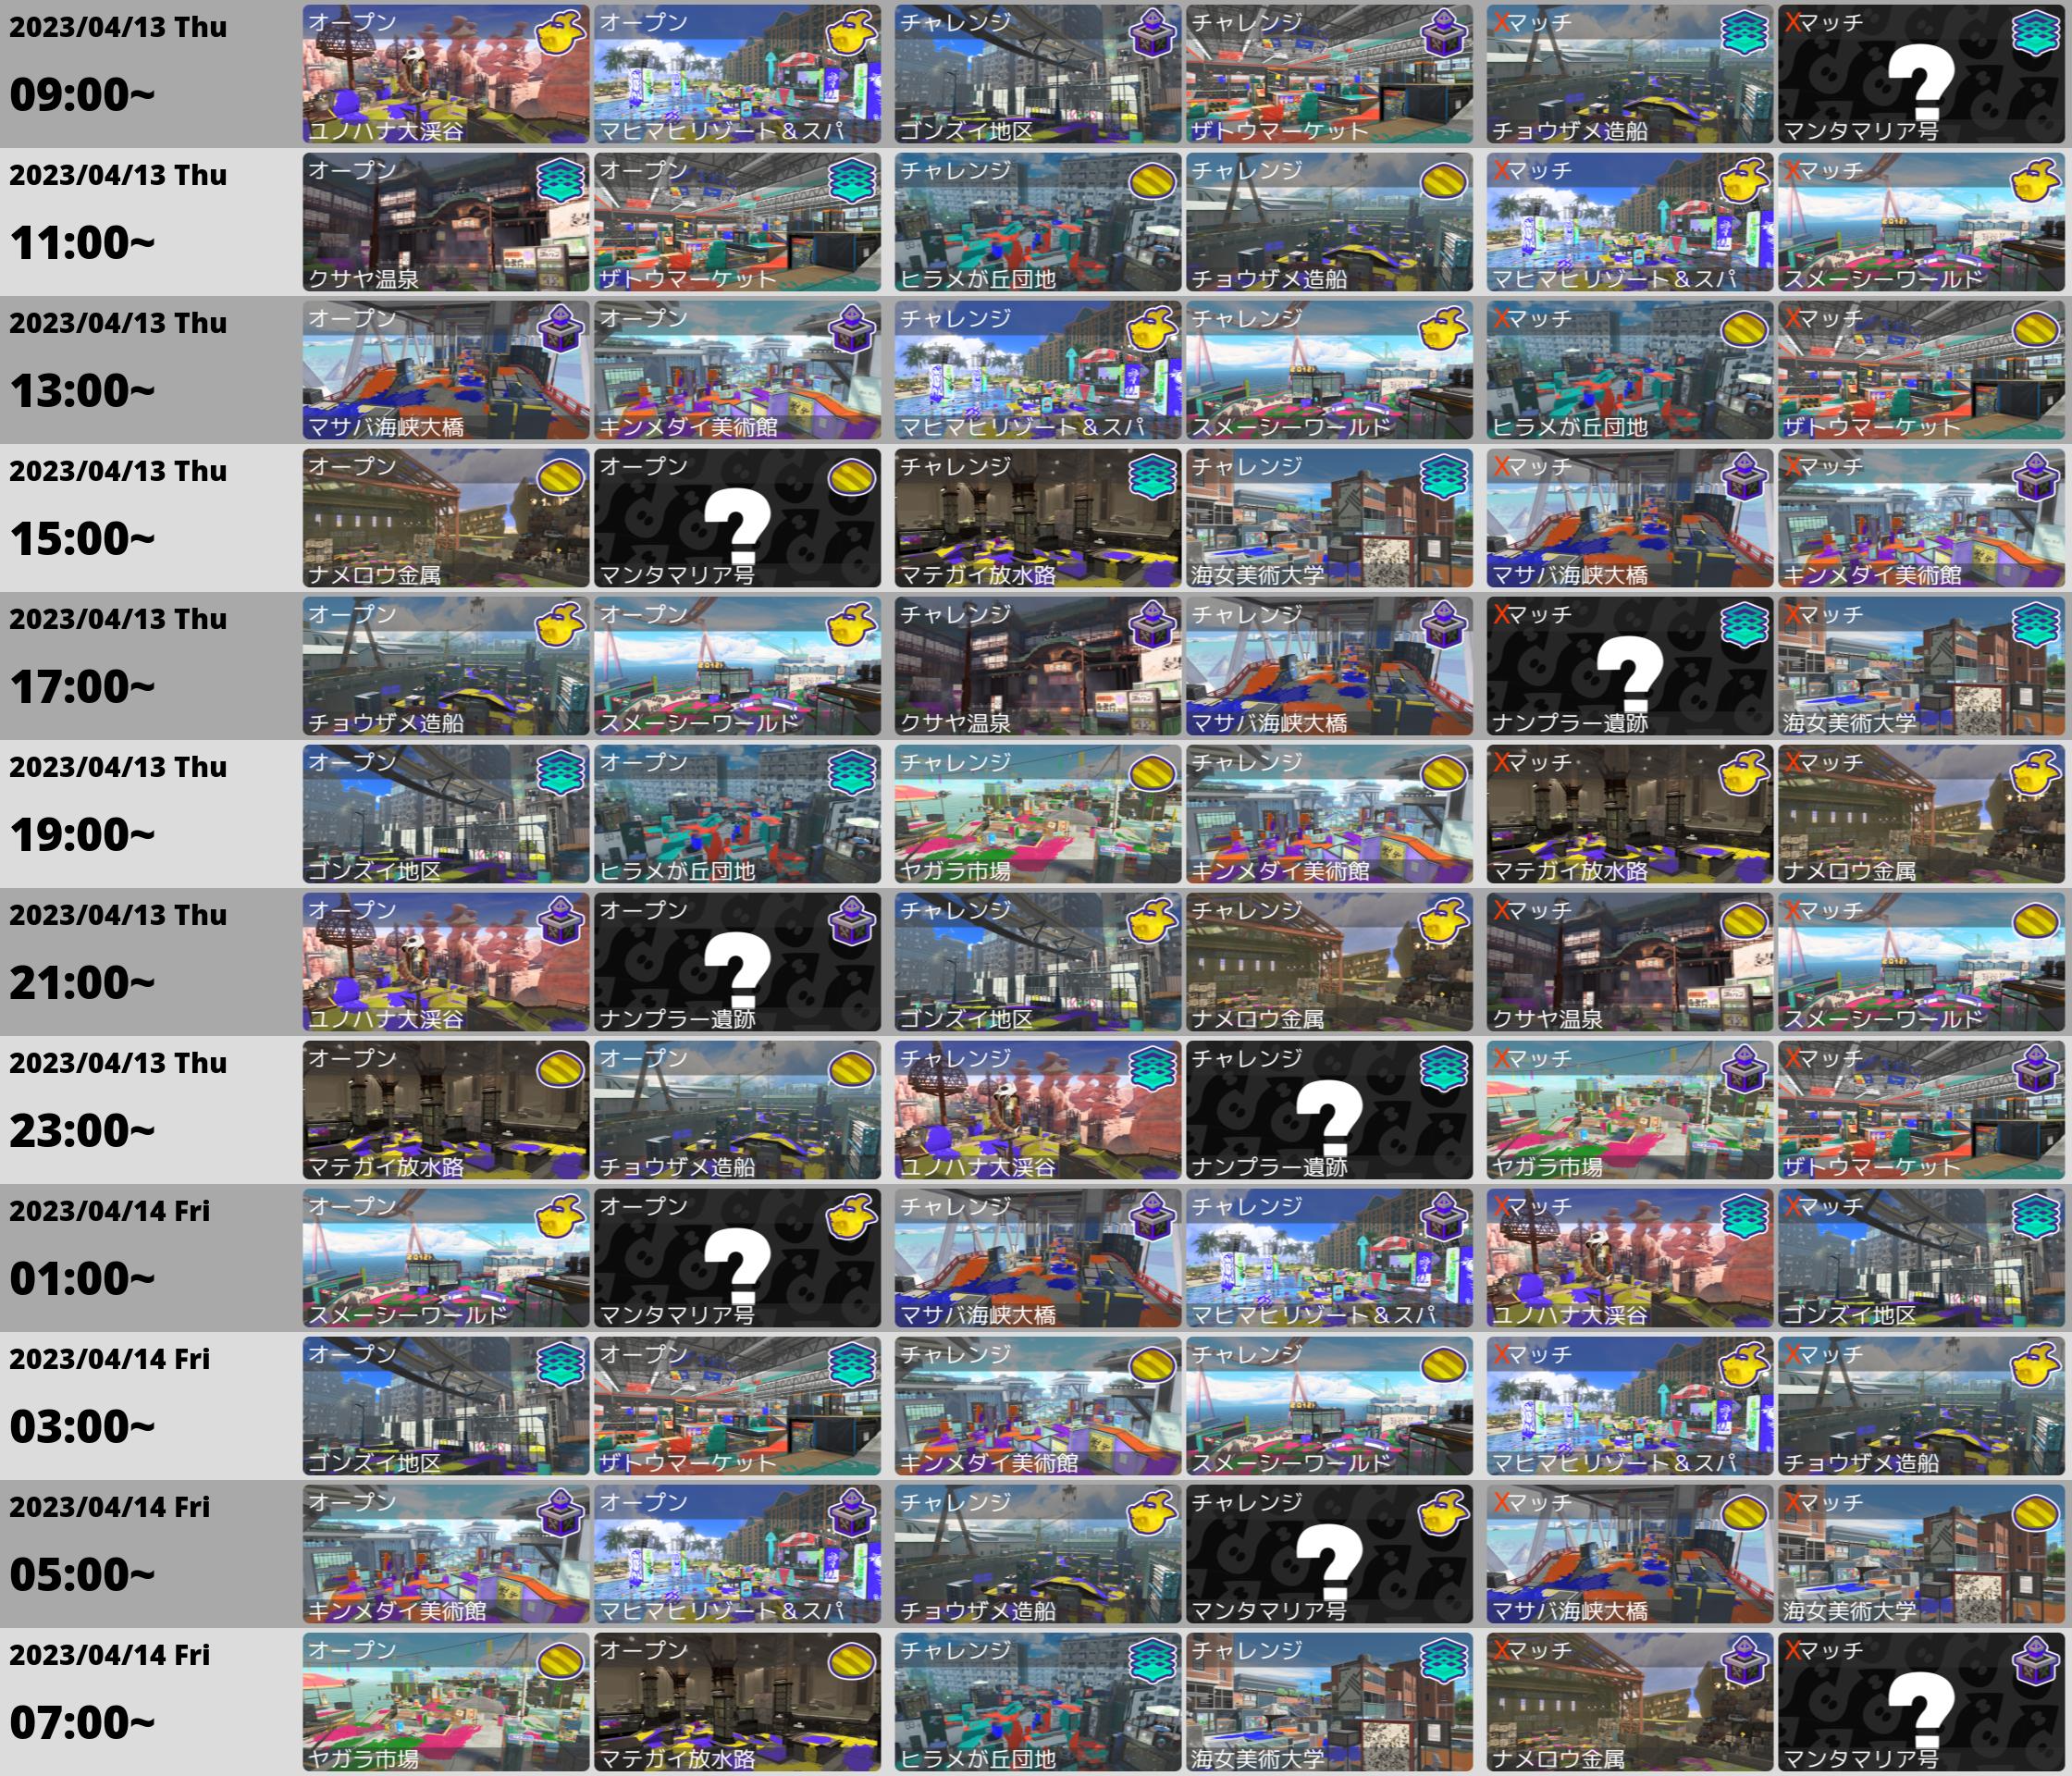 2023/04/13 Thu
09:00~
オープン オープン チャレンジ チャレンジ Xマッチ Xマッチ
ユノハナ大渓谷 マヒマヒリゾート＆スパ ゴンズイ地区 ザトウマーケット チョウザメ造船 マンタマリア号
2023/04/13 Thu
11:00~
オープン オープン チャレンジ チャレンジ Xマッチ Xマッチ
クサヤ温泉 ザトウマーケット ヒラメが丘団地 チョウザメ造船 マヒマヒリゾート＆スパ スメーシーワールド
2023/04/13 Thu
13:00~
オープン オープン チャレンジ チャレンジ Xマッチ Xマッチ
マサバ海峡大橋 キンメダイ美術館 マヒマヒリゾート＆スパ スメーシーワールド ヒラメが丘団地 ザトウマーケット
2023/04/13 Thu
15:00~
オープン オープン チャレンジ チャレンジ Xマッチ Xマッチ
ナメロウ金属 マンタマリア号 マテガイ放水路 海女美術大学 マサバ海峡大橋 キンメダイ美術館
2023/04/13 Thu
17:00~
オープン オープン チャレンジ チャレンジ Xマッチ Xマッチ
チョウザメ造船 スメーシーワールド クサヤ温泉 マサバ海峡大橋 ナンプラー遺跡 海女美術大学
2023/04/13 Thu
19:00~
オープン オープン チャレンジ チャレンジ Xマッチ Xマッチ
ゴンズイ地区 ヒラメが丘団地 ヤガラ市場 キンメダイ美術館 マテガイ放水路 ナメロウ金属
2023/04/13 Thu
21:00~
オープン オープン チャレンジ チャレンジ Xマッチ Xマッチ
ユノハナ大渓谷 ナンプラー遺跡 ゴンズイ地区 ナメロウ金属 クサヤ温泉 スメーシーワールド
2023/04/13 Thu
23:00~
オープン オープン チャレンジ チャレンジ Xマッチ Xマッチ
マテガイ放水路 チョウザメ造船 ユノハナ大渓谷 ナンプラー遺跡 ヤガラ市場 ザトウマーケット
2023/04/14 Fri
01:00~
オープン オープン チャレンジ チャレンジ Xマッチ Xマッチ
スメーシーワールド マンタマリア号 マサバ海峡大橋 マヒマヒリゾート＆スパ ユノハナ大渓谷 ゴンズイ地区
2023/04/14 Fri
03:00~
オープン オープン チャレンジ チャレンジ Xマッチ Xマッチ
ゴンズイ地区 ザトウマーケット キンメダイ美術館 スメーシーワールド マヒマヒリゾート＆スパ チョウザメ造船
2023/04/14 Fri
05:00~
オープン オープン チャレンジ チャレンジ Xマッチ Xマッチ
キンメダイ美術館 マヒマヒリゾート＆スパ チョウザメ造船 マンタマリア号 マサバ海峡大橋 海女美術大学
2023/04/14 Fri
07:00~
オープン オープン チャレンジ チャレンジ Xマッチ Xマッチ
ヤガラ市場 マテガイ放水路 ヒラメが丘団地 海女美術大学 ナメロウ金属 マンタマリア号